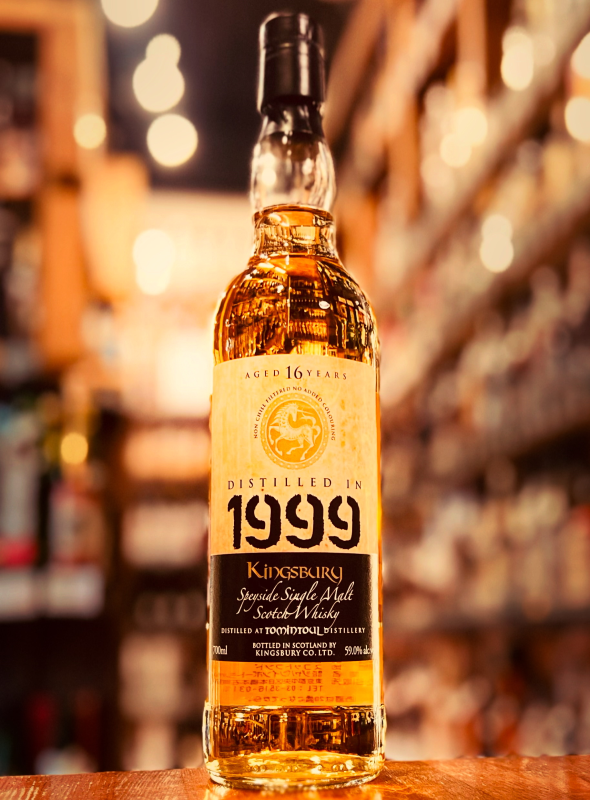 AGED 16 YEARS
NON CHILL FILTERED NO ADDED COLOURING
DISTILLED IN
1999
Kingsbury
Speyside Single Malt
Scotch Whisky
DISTILLED AT TOMINTOUL DISTILLERY
700ml BOTTLED IN SCOTLAND BY
KINGSBURY CO. LTD. 59.0% alc